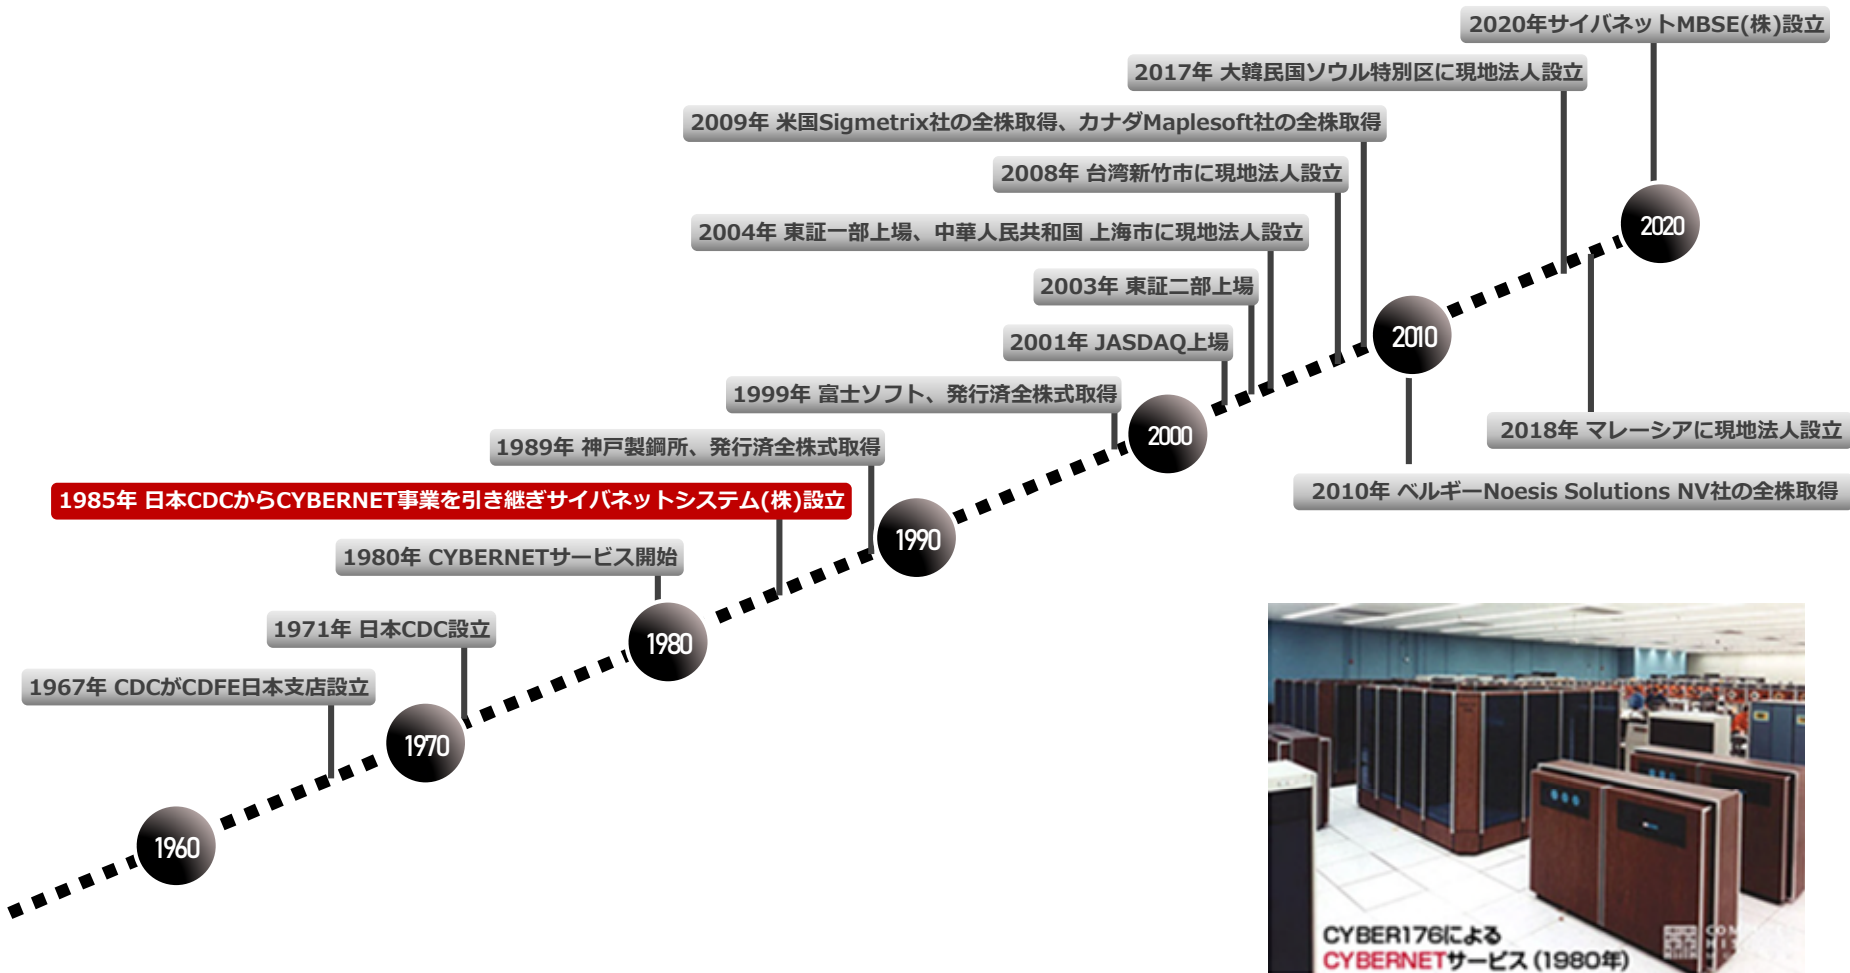 2020年サイバネットMBSE(株)設立
2017年 大韓民国ソウル特別区に現地法人設立
2009年 米国Sigmetrix社の全株取得、カナダMaplesoft社の全株取得
2008年 台湾新竹市に現地法人設立
2004年 東証一部上場、中華人民共和国 上海市に現地法人設立
2020
2003年 東証二部上場
2001年 JASDAQ上場
2010
1999年 富士ソフト、発行済全株式取得
2000
2018年 マレーシアに現地法人設立
1989年 神戸製鋼所、発行済全株式取得
2010年 ベルギーNoesis Solutions NV社の全株取得
1985年 日本CDCからCYBERNET事業を引き継ぎサイバネットシステム(株)設立
1990
1980年 CYBERNETサービス開始
1971年 日本CDC設立
1980
1967年 CDCがCDFE日本支店設立
1970
1960
CYBER176による
CYBERNETサービス (1980年)